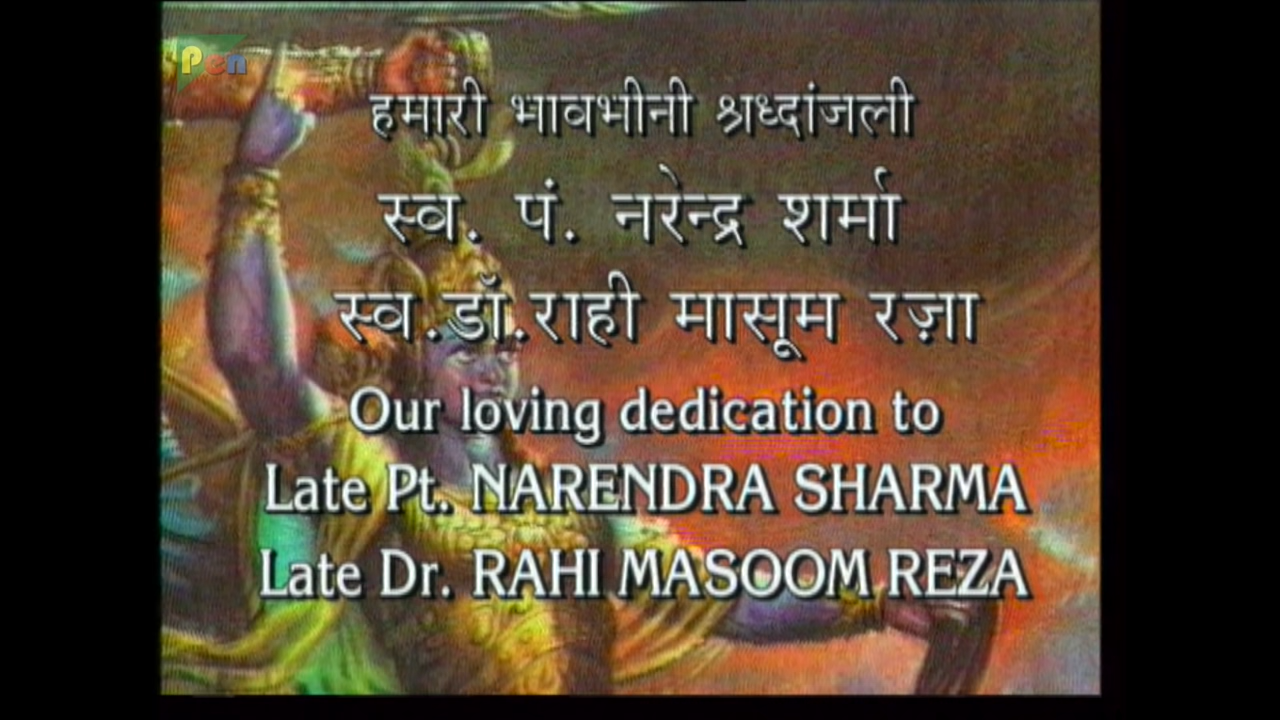 Pen
हमारी भावभीनी श्रध्दांजली
स्व. पं. नरेन्द्र शर्मा
स्व.डॉ.राही मासूम रज़ा
Our loving dedication to
Late Pt. NARENDRA SHARMA
Late Dr. RAHI MASOOM REZA